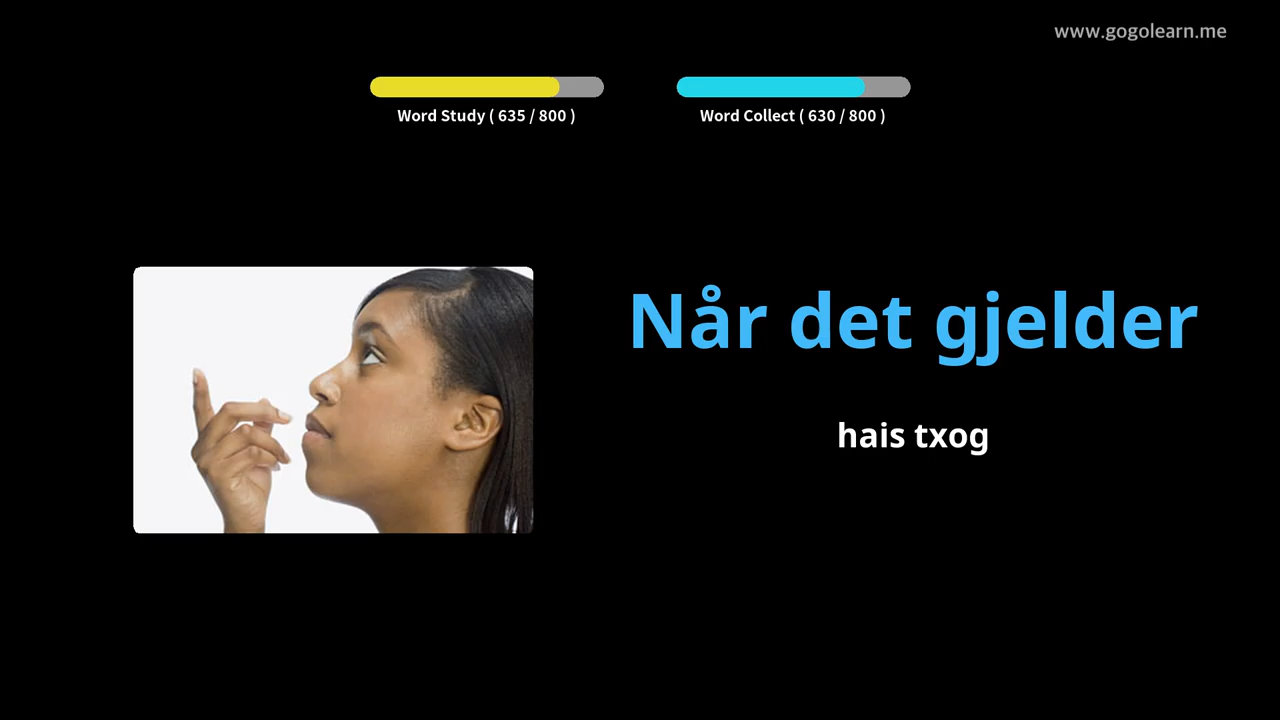 www.gogolearn.me
Word Study ( 635 / 800 )
Word Collect ( 630 / 800 )
Når det gjelder
hais txog